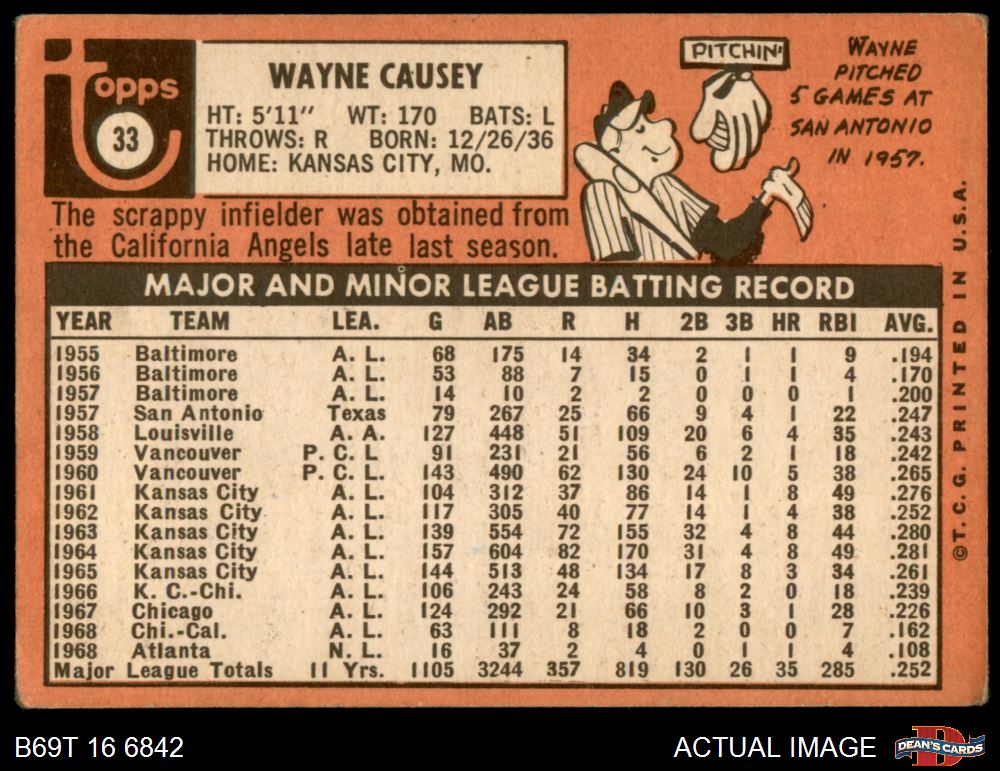 Topps
33
WAYNE CAUSEY
HT: 5'11" WT: 170 BATS: L
THROWS: R BORN: 12/26/36
HOME: KANSAS CITY, MO.
PITCHIN'
WAYNE
PITCHED
5 GAMES AT
SAN ANTONIO
IN 1957.
The scrappy infielder was obtained from
the California Angels late last season.
MAJOR AND MINOR LEAGUE BATTING RECORD
YEAR TEAM LEA. G AB R H 2B 3B HR RBI AVG.
1955 Baltimore A. L. 68 175 14 34 2 1 1 9 .194
1956 Baltimore A. L. 53 88 7 15 0 1 1 4 .170
1957 Baltimore A. L. 14 10 2 2 0 0 0 1 .200
1957 San Antonio Texas 79 267 25 66 9 4 1 22 .247
1958 Louisville A. A. 127 448 51 109 20 6 4 35 .243
1959 Vancouver P. C. L 91 231 21 56 6 2 1 18 .242
1960 Vancouver P. C. L. 143 490 62 130 24 10 5 38 .265
1961 Kansas City A. L. 104 312 37 86 14 1 8 49 .276
1962 Kansas City A. L. 117 305 40 77 14 1 4 38 .252
1963 Kansas City A. L. 139 554 72 155 32 4 8 44 .280
1964 Kansas City A. L. 157 604 82 170 31 4 8 49 .281
1965 Kansas City A. L. 144 513 48 134 17 8 3 34 .261
1966 K. C.-Chi. A. L. 106 243 24 58 8 2 0 18 .239
1967 Chicago A. L. 124 292 21 66 10 3 1 28 .226
1968 Chi.-Cal. A. L. 63 111 8 18 2 0 0 7 .162
1968 Atlanta N. L. 16 37 2 4 0 1 1 4 .108
Major League Totals 11 Yrs. 1105 3244 357 819 130 26 35 285 .252
©T. C. G. PRINTED IN U.S.A.
B69T 16 6842
ACTUAL IMAGE
D
DEAN'S CARDS